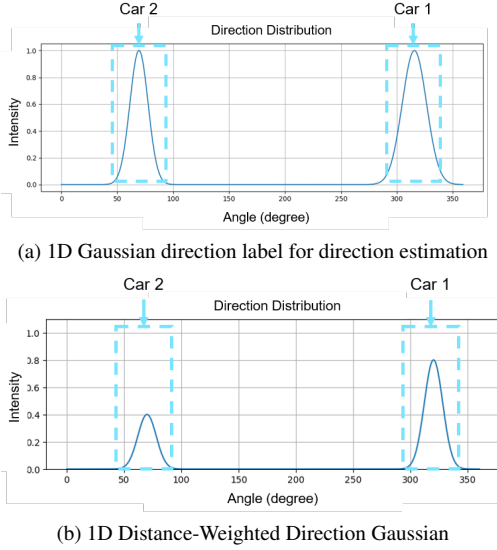 Car 2 Car 1
Direction Distribution
1.0
0.8
0.6
0.4
0.2
0.0
Intensity
0 50 100 150 200 250 300 350
Angle (degree)
(a) 1D Gaussian direction label for direction estimation
Car 2 Car 1
Direction Distribution
1.0
0.8
0.6
0.4
0.2
0.0
Intensity
0 50 100 150 200 250 300 350
Angle (degree)
(b) 1D Distance-Weighted Direction Gaussian